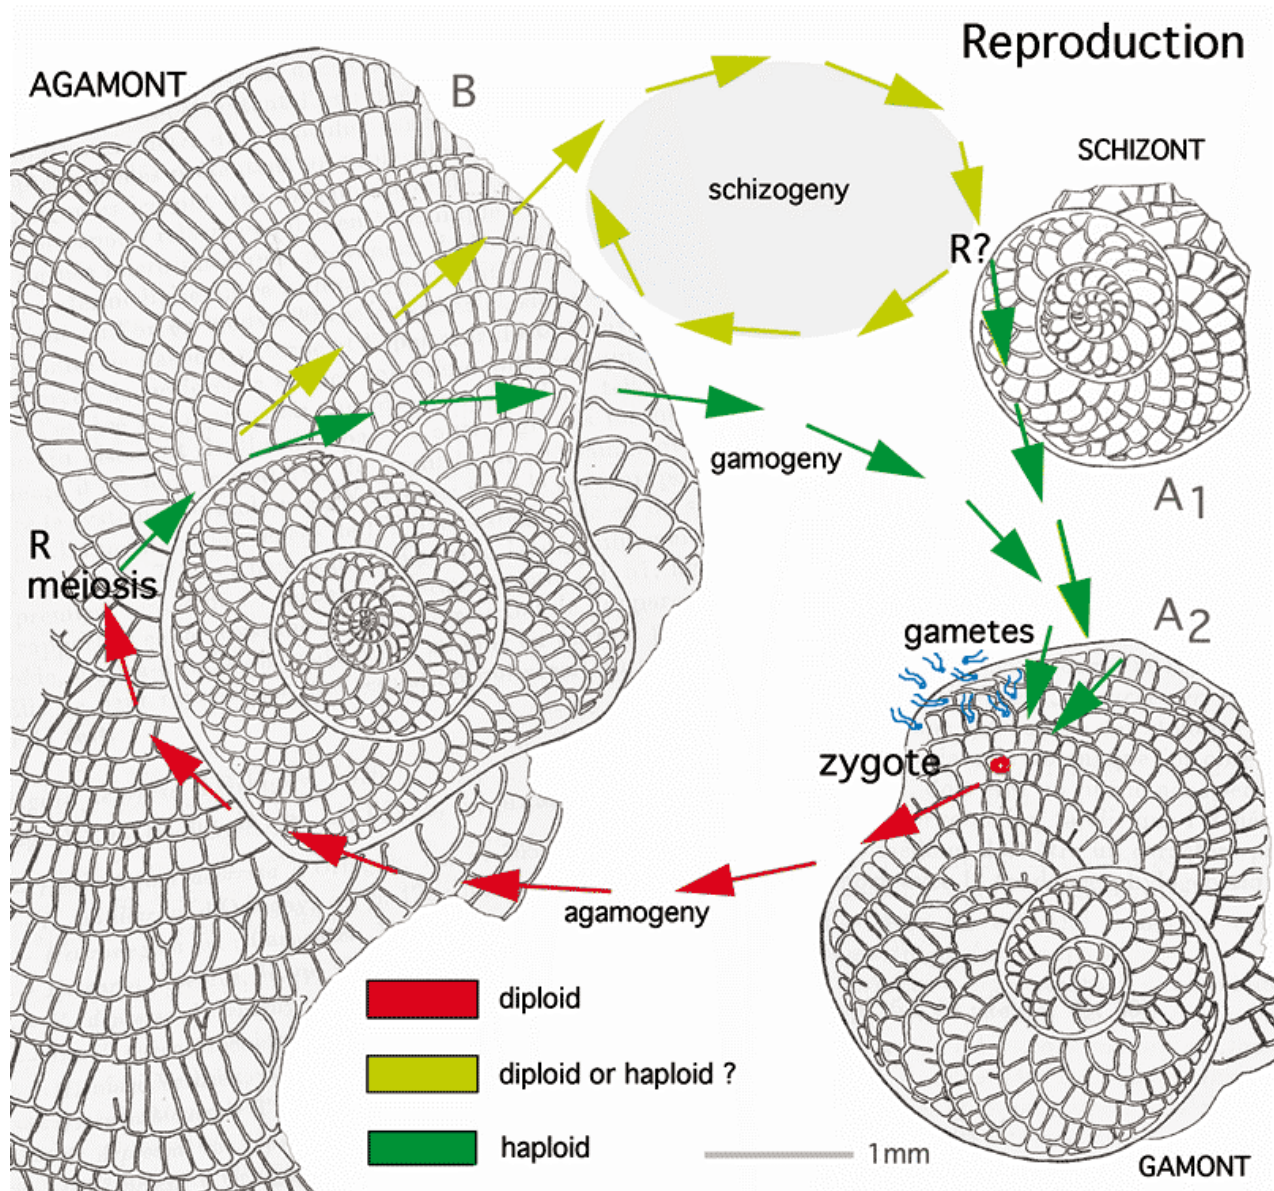 Reproduction
AGAMONT
B
SCHIZONT
schizogeny
R?
gamogeny
A1
R
meiosis
A2
gametes
zygote
agamogeny
diploid
diploid or haploid ?
haploid
1mm
GAMONT